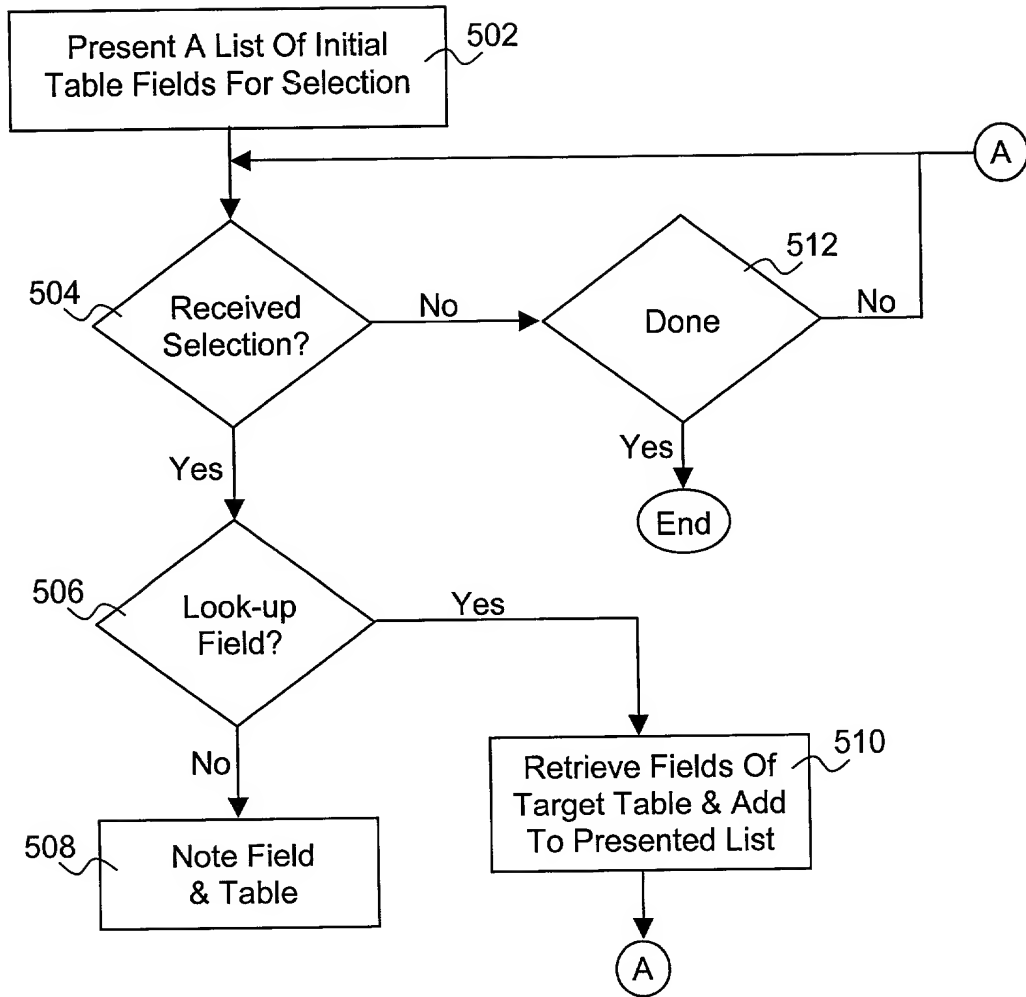 Present A List Of Initial
Table Fields For Selection
502
A
504
Received
Selection?
No
512
Done
No
Yes
Yes
End
506
Look-up
Field?
Yes
No
510
Retrieve Fields Of
Target Table & Add
To Presented List
508
Note Field
& Table
A